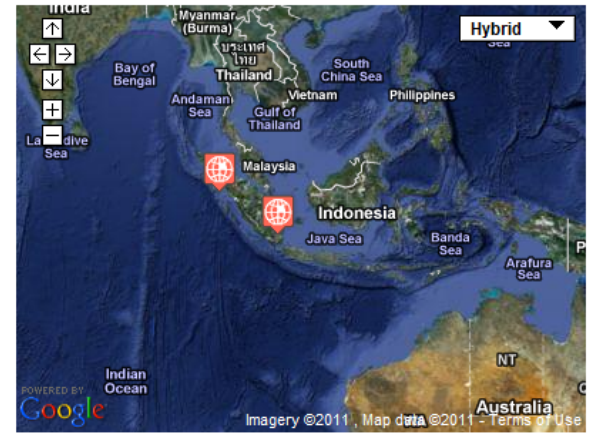 India
Myanmar
(Burma)
Hybrid
Sea
ประเทศ
ไทย
Thailand
South
China Sea
Bay of
Bengal
Andaman
Sea
Vietnam
Philippines
Gulf of
Thailand
Sea
Malaysia
Indonesia
Java Sea
Banda
Sea
P
Arafura
Sea
NT
Indian
Ocean
POWERED BY
Google
Australia
Imagery ©2011 , Map data ©2011 - Terms of Use